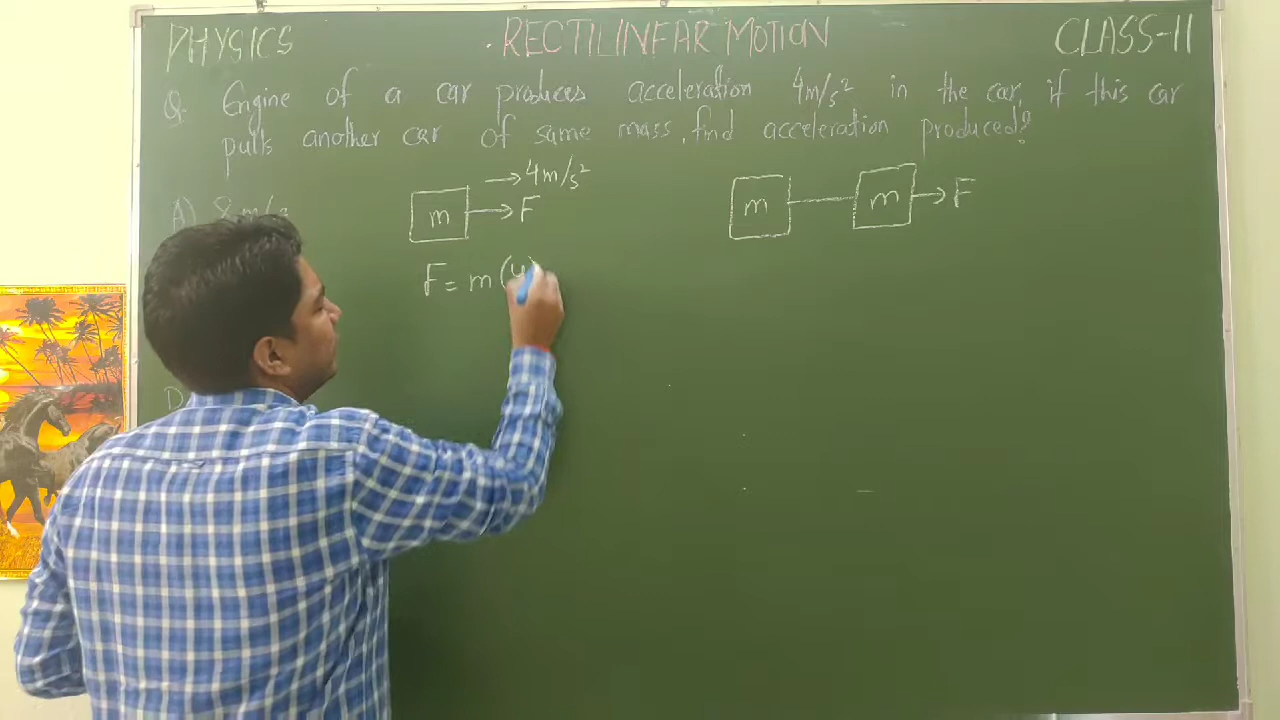 PHYSICS
RECTILINEAR MOTION
CLASS-11
Q. Engine of a car produces acceleration 4m/s² in the car, if this car
pulls another car of same mass, find acceleration produced?
→4m/s²
m → F
m m → F
A) 8 m/s
F = m (4)
D